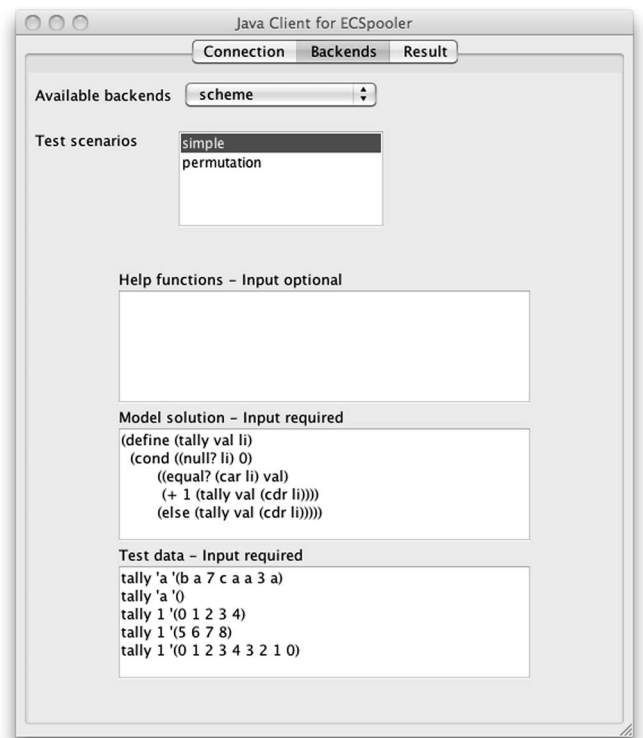 Java Client for ECSpooler
Connection Backends Result
Available backends scheme
Test scenarios simple
permutation
Help functions – Input optional
Model solution – Input required
(define (tally val li)
(cond ((null? li) 0)
((equal? (car li) val)
(+ 1 (tally val (cdr li))))
(else (tally val (cdr li)))))
Test data – Input required
tally 'a '(b a 7 c a a 3 a)
tally 'a '()
tally 1 '(0 1 2 3 4)
tally 1 '(5 6 7 8)
tally 1 '(0 1 2 3 4 3 2 1 0)